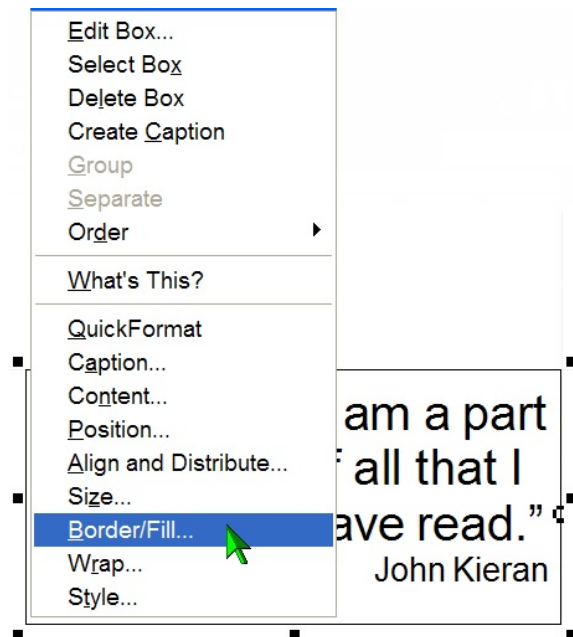 Edit Box...
Select Box
Delete Box
Create Caption
Group
Separate
Order
What's This?
QuickFormat
Caption...
Content...
Position...
Align and Distribute...
Size...
Border/Fill...
Wrap...
Style...
am a part
all that I
read.”
John Kieran